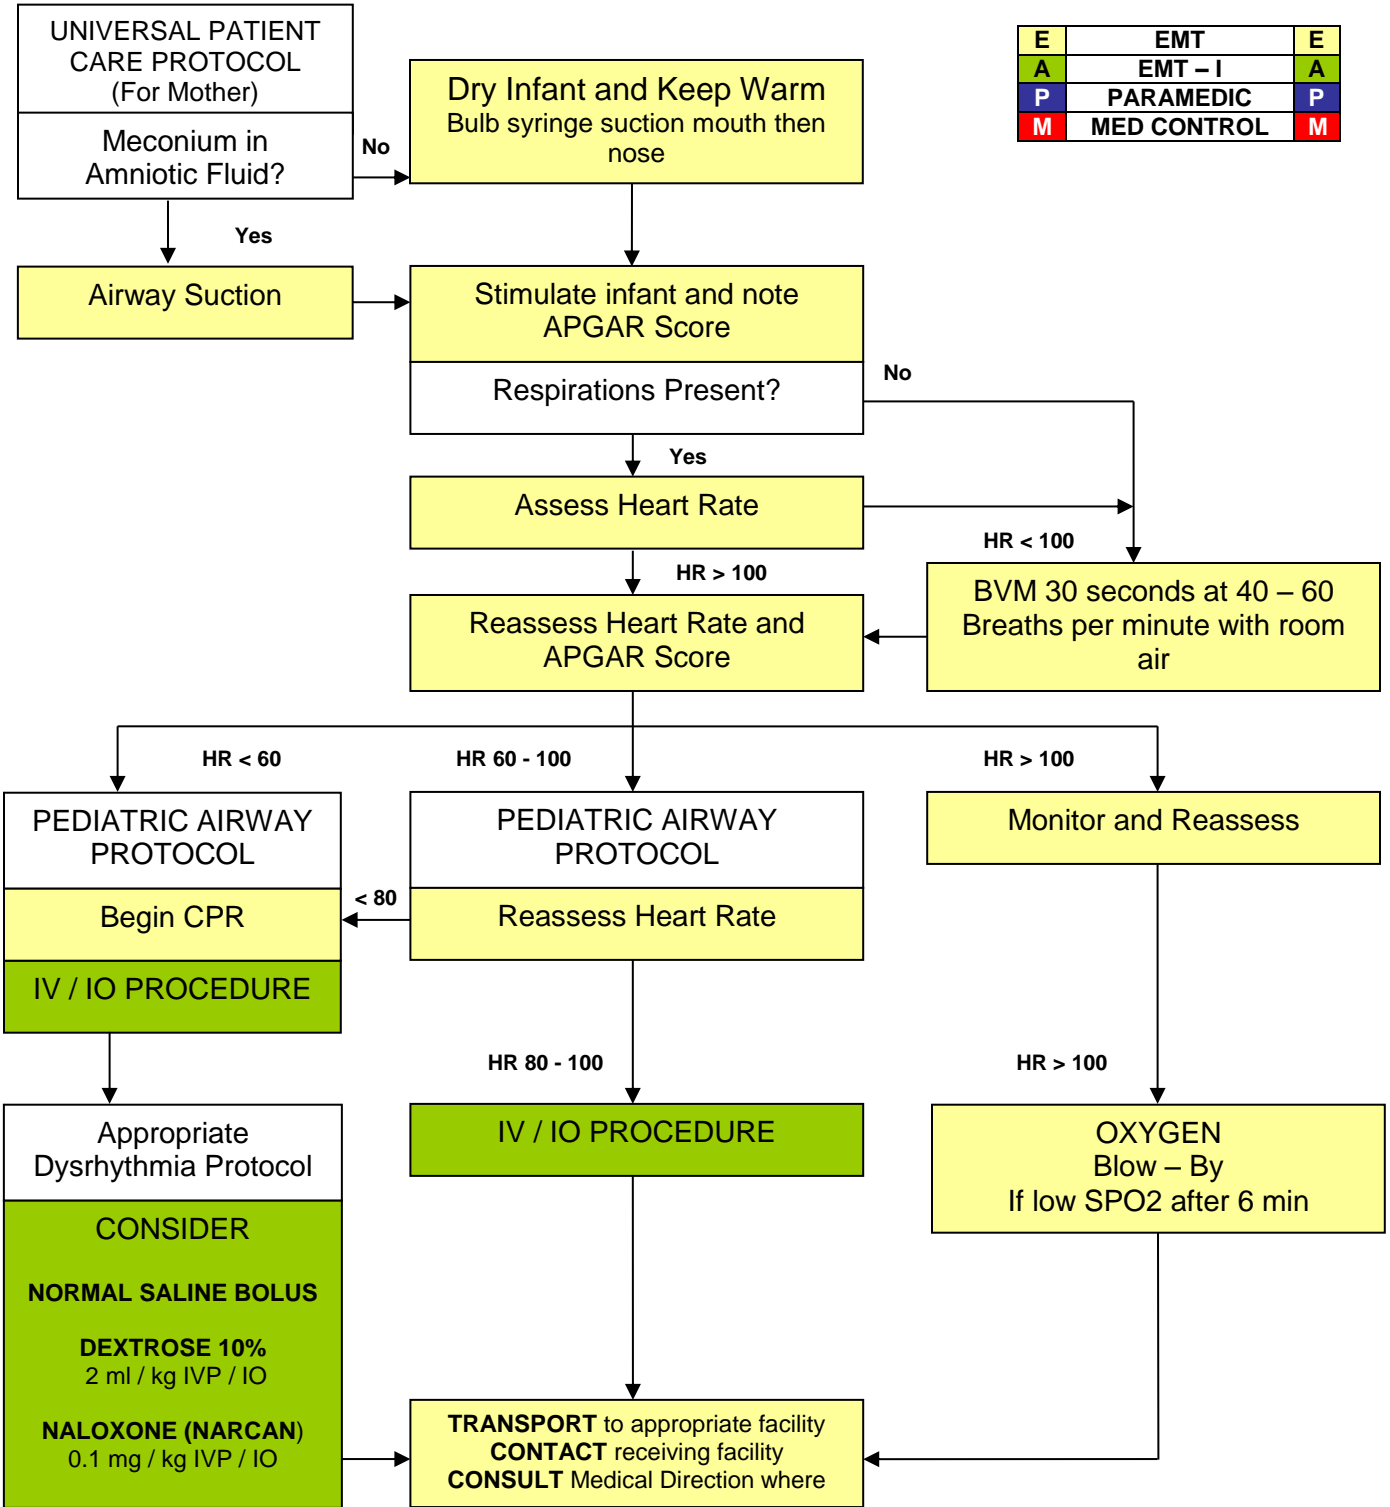 UNIVERSAL PATIENT
CARE PROTOCOL
(For Mother)
Meconium in
Amniotic Fluid?
No
Yes
Dry Infant and Keep Warm
Bulb syringe suction mouth then
nose
E EMT E
A EMT – I A
P PARAMEDIC P
M MED CONTROL M
Airway Suction
Stimulate infant and note
APGAR Score
Respirations Present?
No
Yes
Assess Heart Rate
HR < 100
HR > 100
BVM 30 seconds at 40 – 60
Breaths per minute with room
air
Reassess Heart Rate and
APGAR Score
HR < 60
HR 60 - 100
HR > 100
PEDIATRIC AIRWAY
PROTOCOL
Begin CPR
IV / IO PROCEDURE
< 80
PEDIATRIC AIRWAY
PROTOCOL
Reassess Heart Rate
Monitor and Reassess
HR 80 - 100
HR > 100
Appropriate
Dysrhythmia Protocol
CONSIDER
NORMAL SALINE BOLUS
DEXTROSE 10%
2 ml / kg IVP / IO
NALOXONE (NARCAN)
0.1 mg / kg IVP / IO
IV / IO PROCEDURE
OXYGEN
Blow – By
If low SPO2 after 6 min
TRANSPORT to appropriate facility
CONTACT receiving facility
CONSULT Medical Direction where